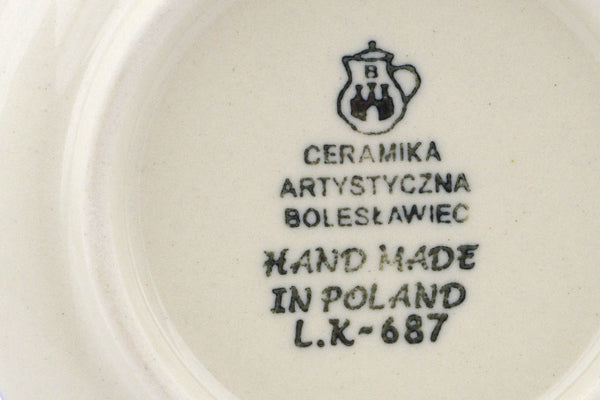 B
CERAMIKA
ARTYSTYCZNA
BOLESŁAWIEC
HAND MADE
IN POLAND
L.K-687